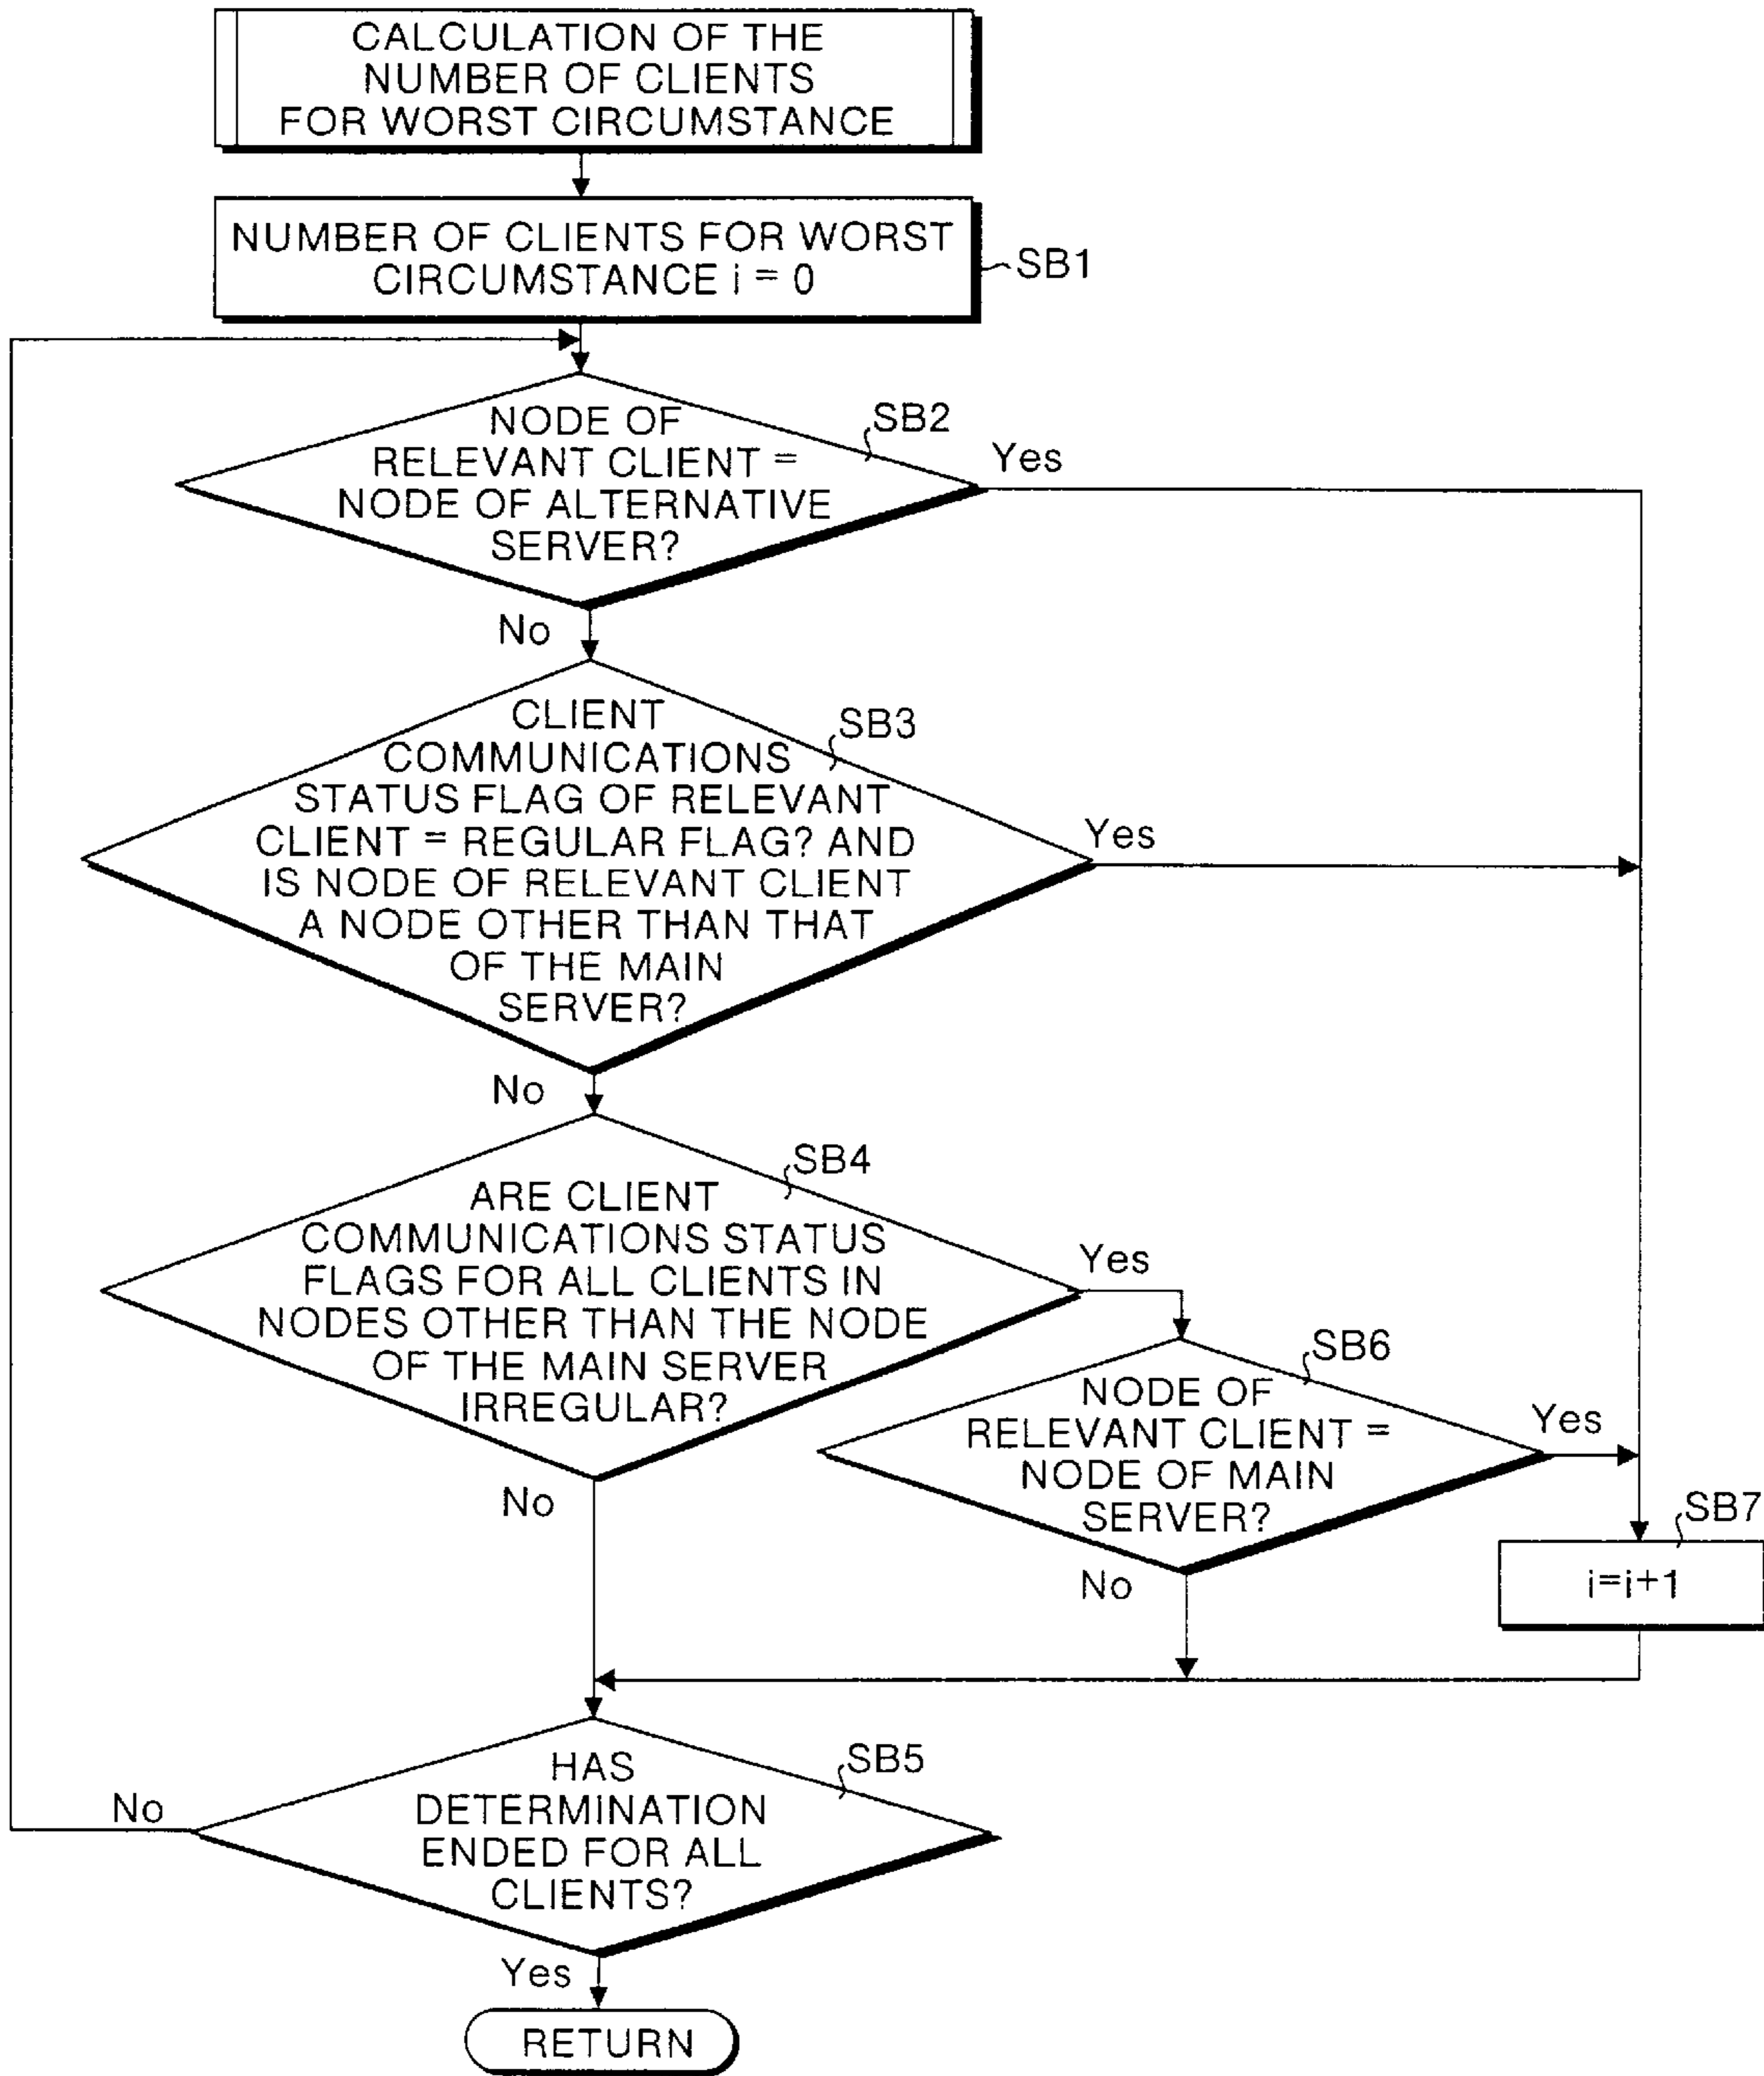 CALCULATION OF THE
NUMBER OF CLIENTS
FOR WORST CIRCUMSTANCE
NUMBER OF CLIENTS FOR WORST
CIRCUMSTANCE i = 0
SB1
NODE OF
RELEVANT CLIENT =
NODE OF ALTERNATIVE
SERVER?
SB2
Yes
No
CLIENT
COMMUNICATIONS
STATUS FLAG OF RELEVANT
CLIENT = REGULAR FLAG? AND
IS NODE OF RELEVANT CLIENT
A NODE OTHER THAN THAT
OF THE MAIN
SERVER?
SB3
Yes
No
ARE CLIENT
COMMUNICATIONS STATUS
FLAGS FOR ALL CLIENTS IN
NODES OTHER THAN THE NODE
OF THE MAIN SERVER
IRREGULAR?
SB4
Yes
No
NODE OF
RELEVANT CLIENT =
NODE OF MAIN
SERVER?
SB6
Yes
No
SB7
i=i+1
HAS
DETERMINATION
ENDED FOR ALL
CLIENTS?
SB5
No
Yes
RETURN